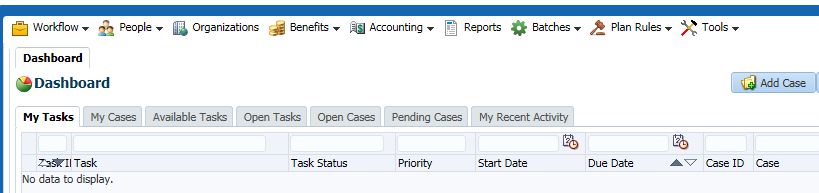 Workflow People Organizations Benefits Accounting Reports Batches Plan Rules Tools
Dashboard
Dashboard Add Case
My Tasks My Cases Available Tasks Open Tasks Open Cases Pending Cases My Recent Activity
Task Task Status Priority Start Date Due Date Case ID Case
No data to display.